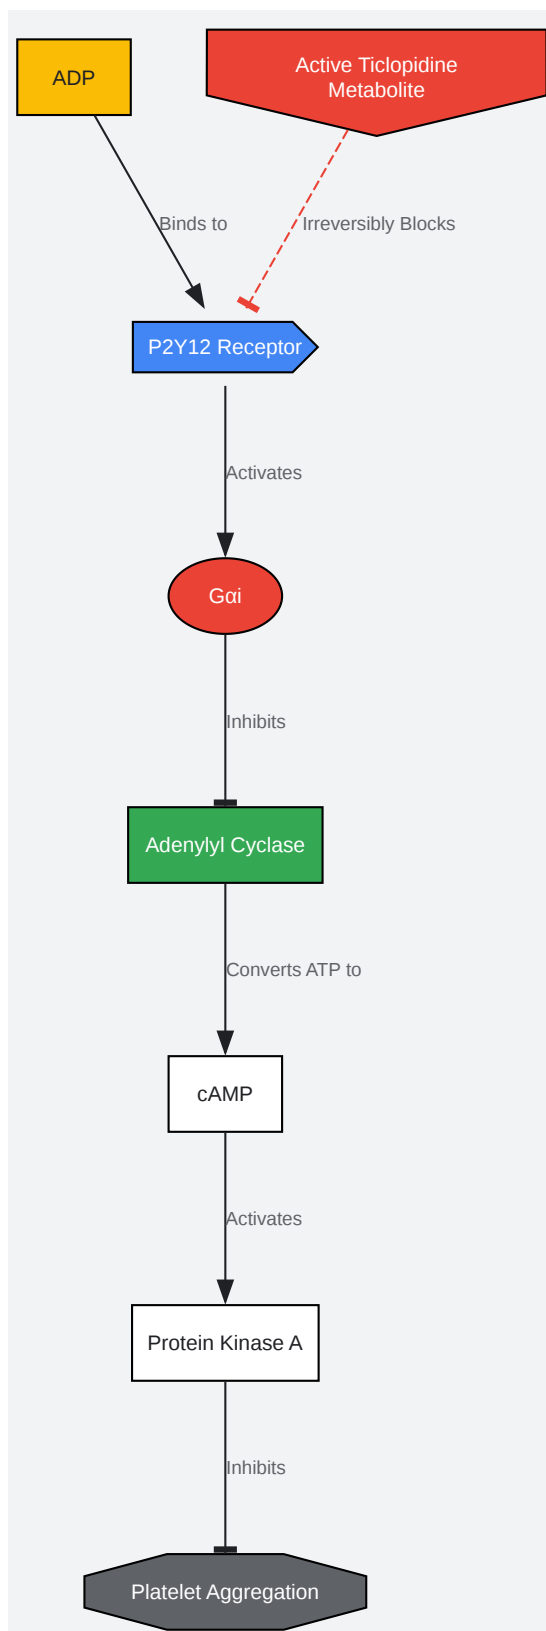 ADP
Active Ticlopidine
Metabolite
Binds to
Irreversibly Blocks
P2Y12 Receptor
Activates
Gαi
Inhibits
Adenylyl Cyclase
Converts ATP to
cAMP
Activates
Protein Kinase A
Inhibits
Platelet Aggregation